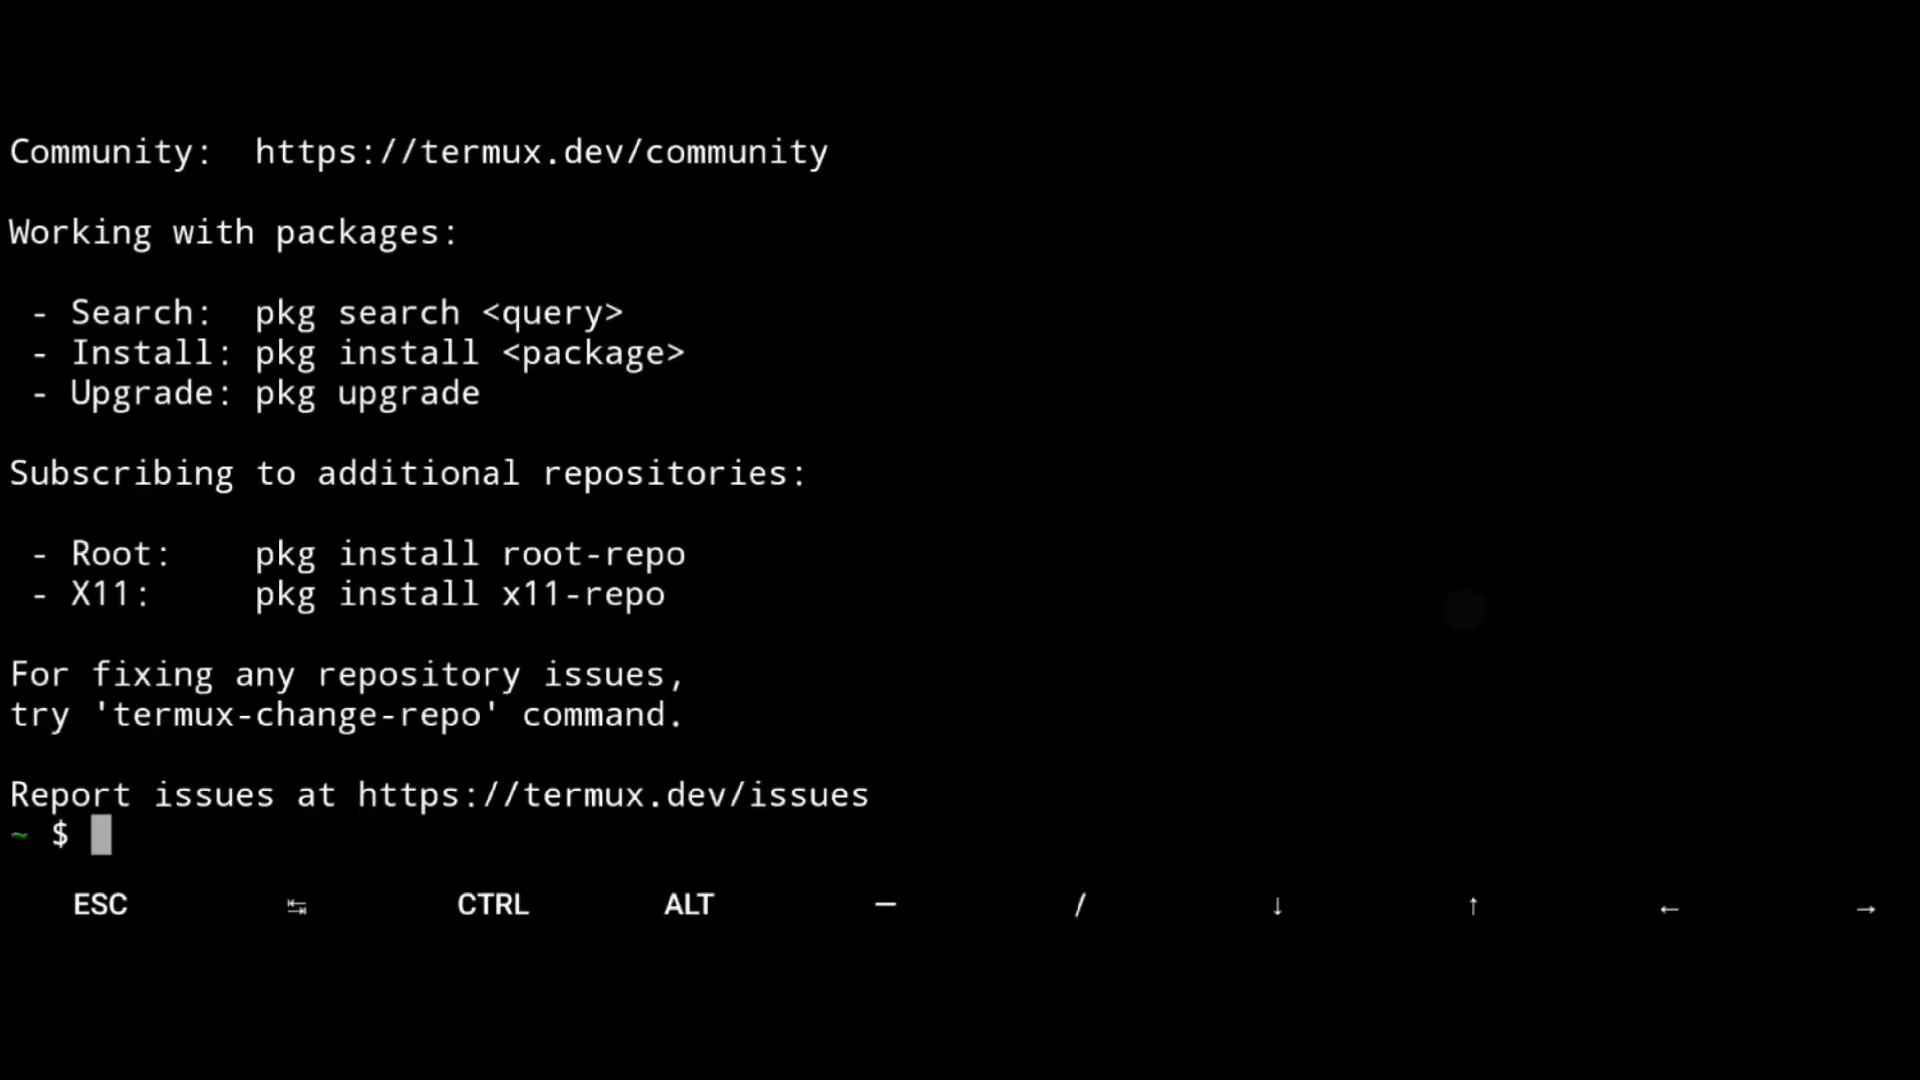 Community:  https://termux.dev/community
Working with packages:
 - Search:  pkg search <query>
 - Install: pkg install <package>
 - Upgrade: pkg upgrade
Subscribing to additional repositories:
 - Root:    pkg install root-repo
 - X11:     pkg install x11-repo
For fixing any repository issues,
try 'termux-change-repo' command.
Report issues at https://termux.dev/issues
~ $
ESC ↹ CTRL ALT — / ↓ ↑ ← →